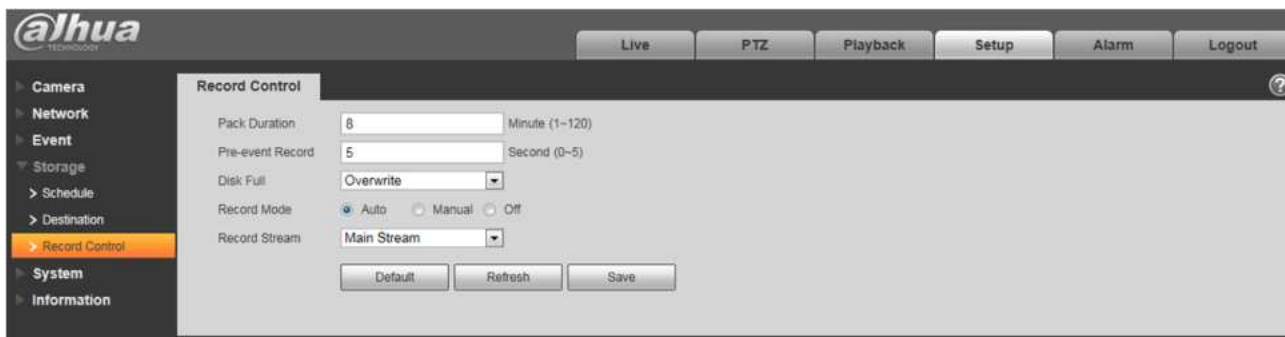 alhua
TECHNOLOGY
Live PTZ Playback Setup Alarm Logout
Camera
Network
Event
Storage
> Schedule
> Destination
> Record Control
System
Information
Record Control
?
Pack Duration 8 Minute (1~120)
Pre-event Record 5 Second (0~5)
Disk Full Overwrite
Record Mode Auto Manual Off
Record Stream Main Stream
Default Refresh Save